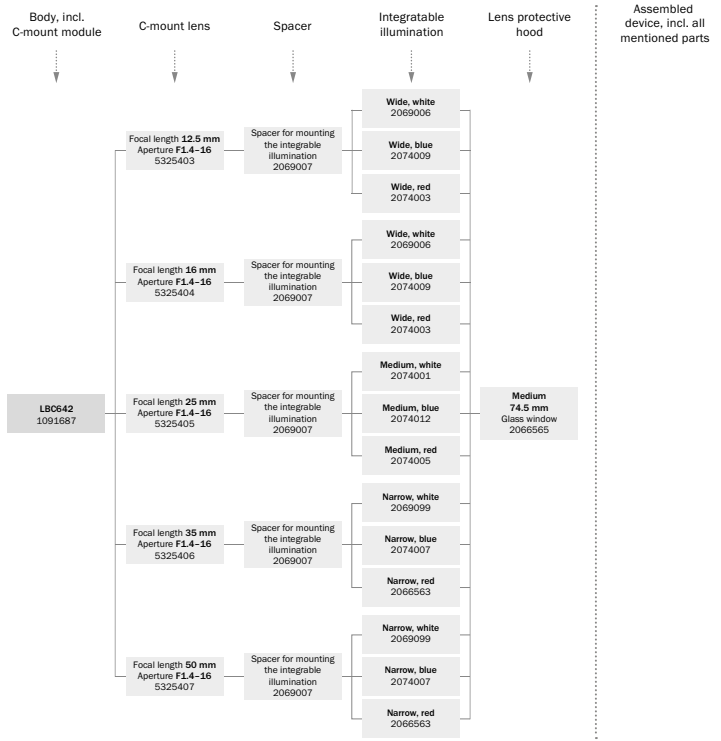 Body, incl.
C-mount module
C-mount lens
Spacer
Integratable
illumination
Lens protective
hood
Assembled
device, incl. all
mentioned parts
LBC642
1091687
Focal length 12.5 mm
Aperture F1.4–16
5325403
Spacer for mounting
the integrable
illumination
2069007
Wide, white
2069006
Wide, blue
2074009
Wide, red
2074003
Focal length 16 mm
Aperture F1.4–16
5325404
Spacer for mounting
the integrable
illumination
2069007
Wide, white
2069006
Wide, blue
2074009
Wide, red
2074003
Focal length 25 mm
Aperture F1.4–16
5325405
Spacer for mounting
the integrable
illumination
2069007
Medium, white
2074001
Medium, blue
2074012
Medium, red
2074005
Focal length 35 mm
Aperture F1.4–16
5325406
Spacer for mounting
the integrable
illumination
2069007
Narrow, white
2069099
Narrow, blue
2074007
Narrow, red
2066563
Focal length 50 mm
Aperture F1.4–16
5325407
Spacer for mounting
the integrable
illumination
2069007
Narrow, white
2069099
Narrow, blue
2074007
Narrow, red
2066563
Medium
74.5 mm
Glass window
2066565